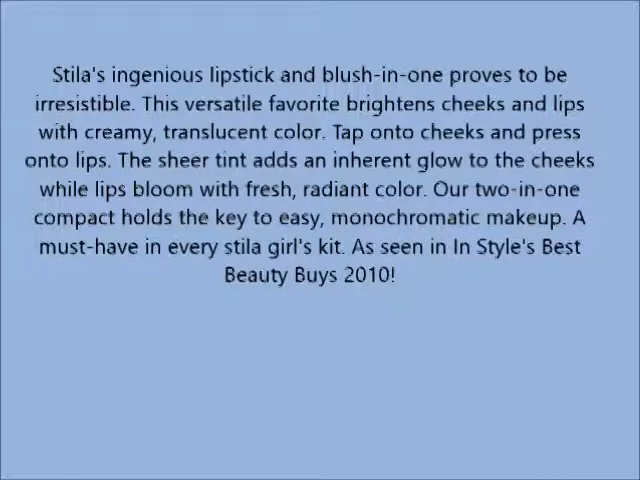 Stila's ingenious lipstick and blush-in-one proves to be
irresistible. This versatile favorite brightens cheeks and lips
with creamy, translucent color. Tap onto cheeks and press
onto lips. The sheer tint adds an inherent glow to the cheeks
while lips bloom with fresh, radiant color. Our two-in-one
compact holds the key to easy, monochromatic makeup. A
must-have in every stila girl's kit. As seen in In Style's Best
Beauty Buys 2010!